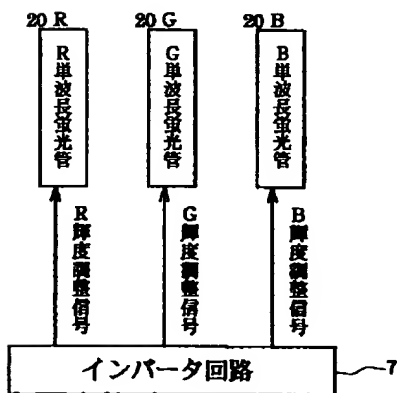 20 R
20 G
20 B
R単波長蛍光管
G単波長蛍光管
B単波長蛍光管
R輝度調整信号
G輝度調整信号
B輝度調整信号
インバータ回路
7